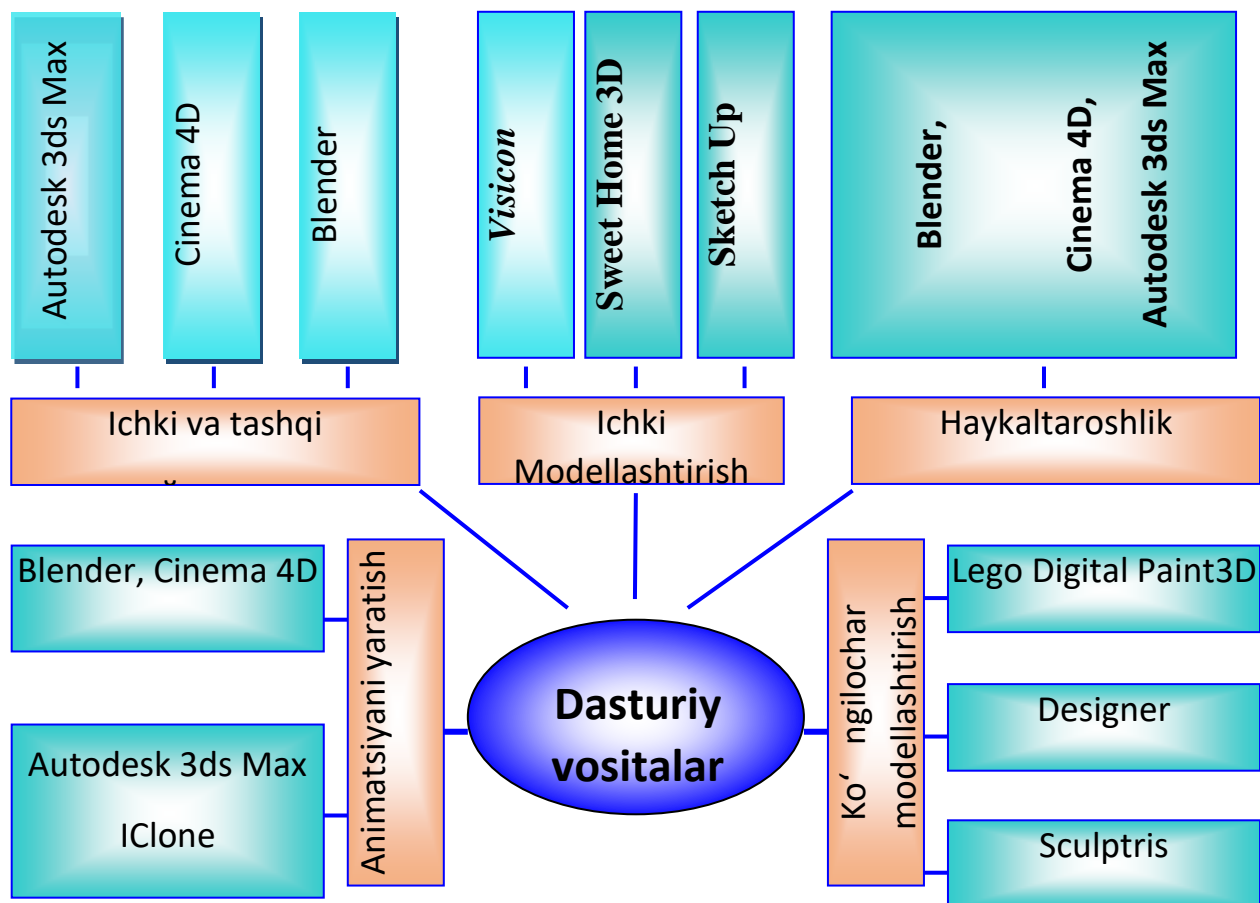 Autodesk 3ds Max
Cinema 4D
Blender
Visicon
Sweet Home 3D
Sketch Up
Blender,
Cinema 4D,
Autodesk 3ds Max
Ichki va tashqi
Ichki
Modellashtirish
Haykaltaroshlik
Blender, Cinema 4D
Autodesk 3ds Max
IClone
Animatsiyani yaratish
Dasturiy
vositalar
Ko‘ ngilochar
modellashtirish
Lego Digital Paint3D
Designer
Sculptris